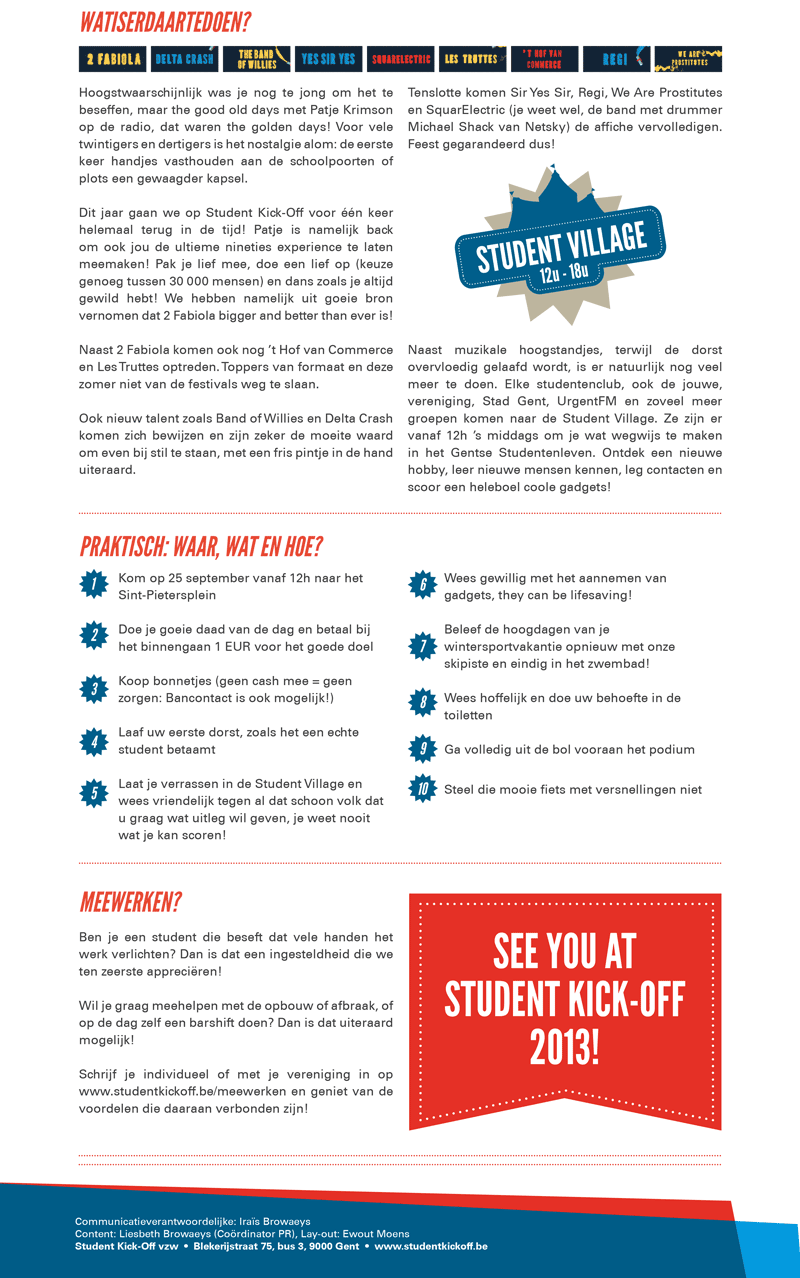 WATISERDAARTEDOEN?
2 FABIOLA
DELTA CRASH
THE BAND
OF WILLIES
YES SIR YES
SQUARELECTRIC
LES TRUTTES
'T HOF VAN
COMMERCE
REGI
WE ARE
PROSTITUTES
Hoogstwaarschijnlijk was je nog te jong om het te
beseffen, maar the good old days met Patje Krimson
op de radio, dat waren the golden days! Voor vele
twintigers en dertigers is het nostalgie alom: de eerste
keer handjes vasthouden aan de schoolpoorten of
plots een gewaagder kapsel.
Dit jaar gaan we op Student Kick-Off voor één keer
helemaal terug in de tijd! Patje is namelijk back
om ook jou de ultieme nineties experience te laten
meemaken! Pak je lief mee, doe een lief op (keuze
genoeg tussen 30 000 mensen) en dans zoals je altijd
gewild hebt! We hebben namelijk uit goeie bron
vernomen dat 2 Fabiola bigger and better than ever is!
Naast 2 Fabiola komen ook nog 't Hof van Commerce
en Les Truttes optreden. Toppers van formaat en deze
zomer niet van de festivals weg te slaan.
Ook nieuw talent zoals Band of Willies en Delta Crash
komen zich bewijzen en zijn zeker de moeite waard
om even bij stil te staan, met een fris pintje in de hand
uiteraard.
Tenslotte komen Sir Yes Sir, Regi, We Are Prostitutes
en SquarElectric (je weet wel, de band met drummer
Michael Shack van Netsky) de affiche vervolledigen.
Feest gegarandeerd dus!
STUDENT VILLAGE
12u - 18u
Naast muzikale hoogstandjes, terwijl de dorst
overvloedig gelaafd wordt, is er natuurlijk nog veel
meer te doen. Elke studentenclub, ook de jouwe,
vereniging, Stad Gent, UrgentFM en zoveel meer
groepen komen naar de Student Village. Ze zijn er
vanaf 12h 's middags om je wat wegwijs te maken
in het Gentse Studentenleven. Ontdek een nieuwe
hobby, leer nieuwe mensen kennen, leg contacten en
scoor een heleboel coole gadgets!
PRAKTISCH: WAAR, WAT EN HOE?
1 Kom op 25 september vanaf 12h naar het
Sint-Pietersplein
2 Doe je goeie daad van de dag en betaal bij
het binnengaan 1 EUR voor het goede doel
3 Koop bonnetjes (geen cash mee = geen
zorgen: Bancontact is ook mogelijk!)
4 Laaf uw eerste dorst, zoals het een echte
student betaamt
5 Laat je verrassen in de Student Village en
wees vriendelijk tegen al dat schoon volk dat
u graag wat uitleg wil geven, je weet nooit
wat je kan scoren!
6 Wees gewillig met het aannemen van
gadgets, they can be lifesaving!
7 Beleef de hoogdagen van je
wintersportvakantie opnieuw met onze
skipiste en eindig in het zwembad!
8 Wees hoffelijk en doe uw behoefte in de
toiletten
9 Ga volledig uit de bol vooraan het podium
10 Steel die mooie fiets met versnellingen niet
MEEWERKEN?
Ben je een student die beseft dat vele handen het
werk verlichten? Dan is dat een ingesteldheid die we
ten zeerste appreciëren!
Wil je graag meehelpen met de opbouw of afbraak, of
op de dag zelf een barshift doen? Dan is dat uiteraard
mogelijk!
Schrijf je individueel of met je vereniging in op
www.studentkickoff.be/meewerken en geniet van de
voordelen die daaraan verbonden zijn!
SEE YOU AT
STUDENT KICK-OFF
2013!
Communicatieverantwoordelijke: Iraïs Browaeys
Content: Liesbeth Browaeys (Coördinator PR), Lay-out: Ewout Moens
Student Kick-Off vzw • Blekerijstraat 75, bus 3, 9000 Gent • www.studentkickoff.be